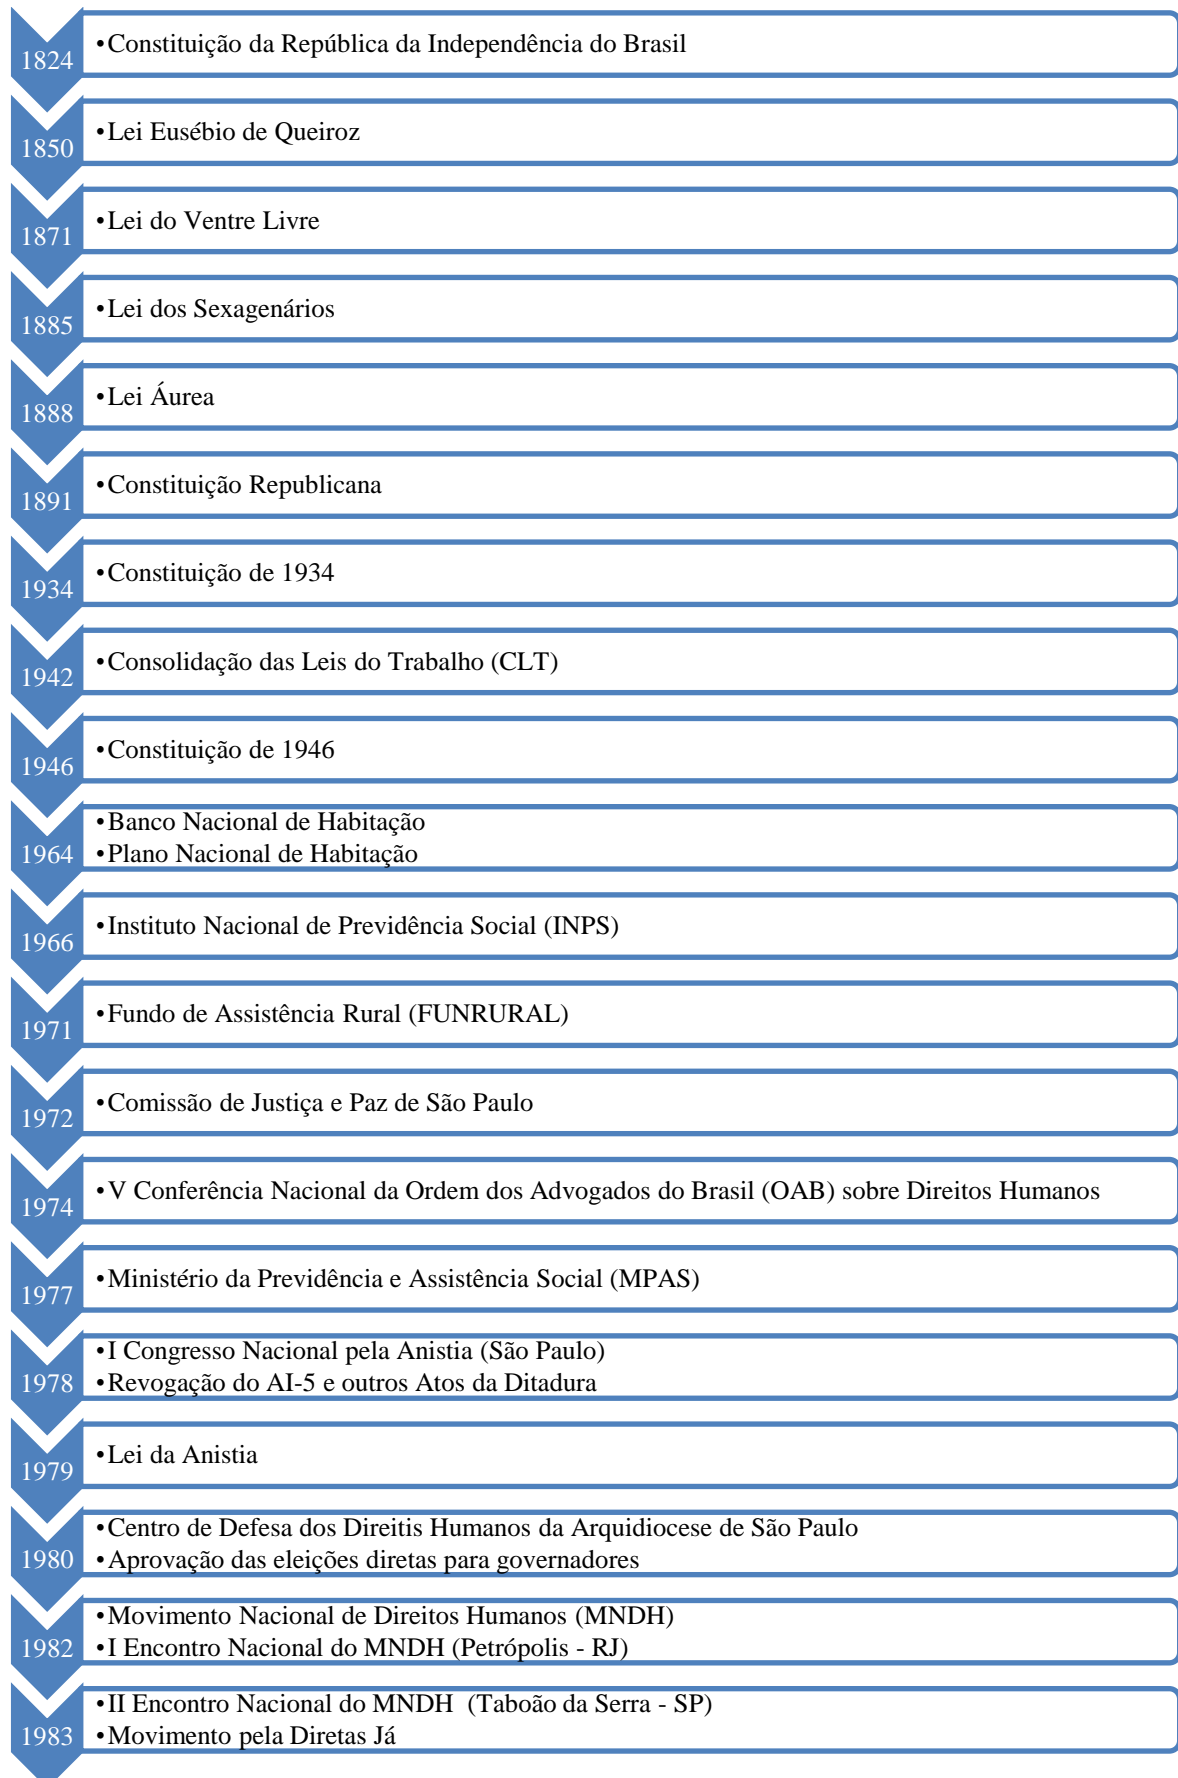 1824
•Constituição da República da Independência do Brasil
1850
•Lei Eusébio de Queiroz
1871
•Lei do Ventre Livre
1885
•Lei dos Sexagenários
1888
•Lei Áurea
1891
•Constituição Republicana
1934
•Constituição de 1934
1942
•Consolidação das Leis do Trabalho (CLT)
1946
•Constituição de 1946
1964
•Banco Nacional de Habitação
•Plano Nacional de Habitação
1966
•Instituto Nacional de Previdência Social (INPS)
1971
•Fundo de Assistência Rural (FUNRURAL)
1972
•Comissão de Justiça e Paz de São Paulo
1974
•V Conferência Nacional da Ordem dos Advogados do Brasil (OAB) sobre Direitos Humanos
1977
•Ministério da Previdência e Assistência Social (MPAS)
1978
•I Congresso Nacional pela Anistia (São Paulo)
•Revogação do AI-5 e outros Atos da Ditadura
1979
•Lei da Anistia
1980
•Centro de Defesa dos Direitis Humanos da Arquidiocese de São Paulo
•Aprovação das eleições diretas para governadores
1982
•Movimento Nacional de Direitos Humanos (MNDH)
•I Encontro Nacional do MNDH (Petrópolis - RJ)
1983
•II Encontro Nacional do MNDH (Taboão da Serra - SP)
•Movimento pela Diretas Já